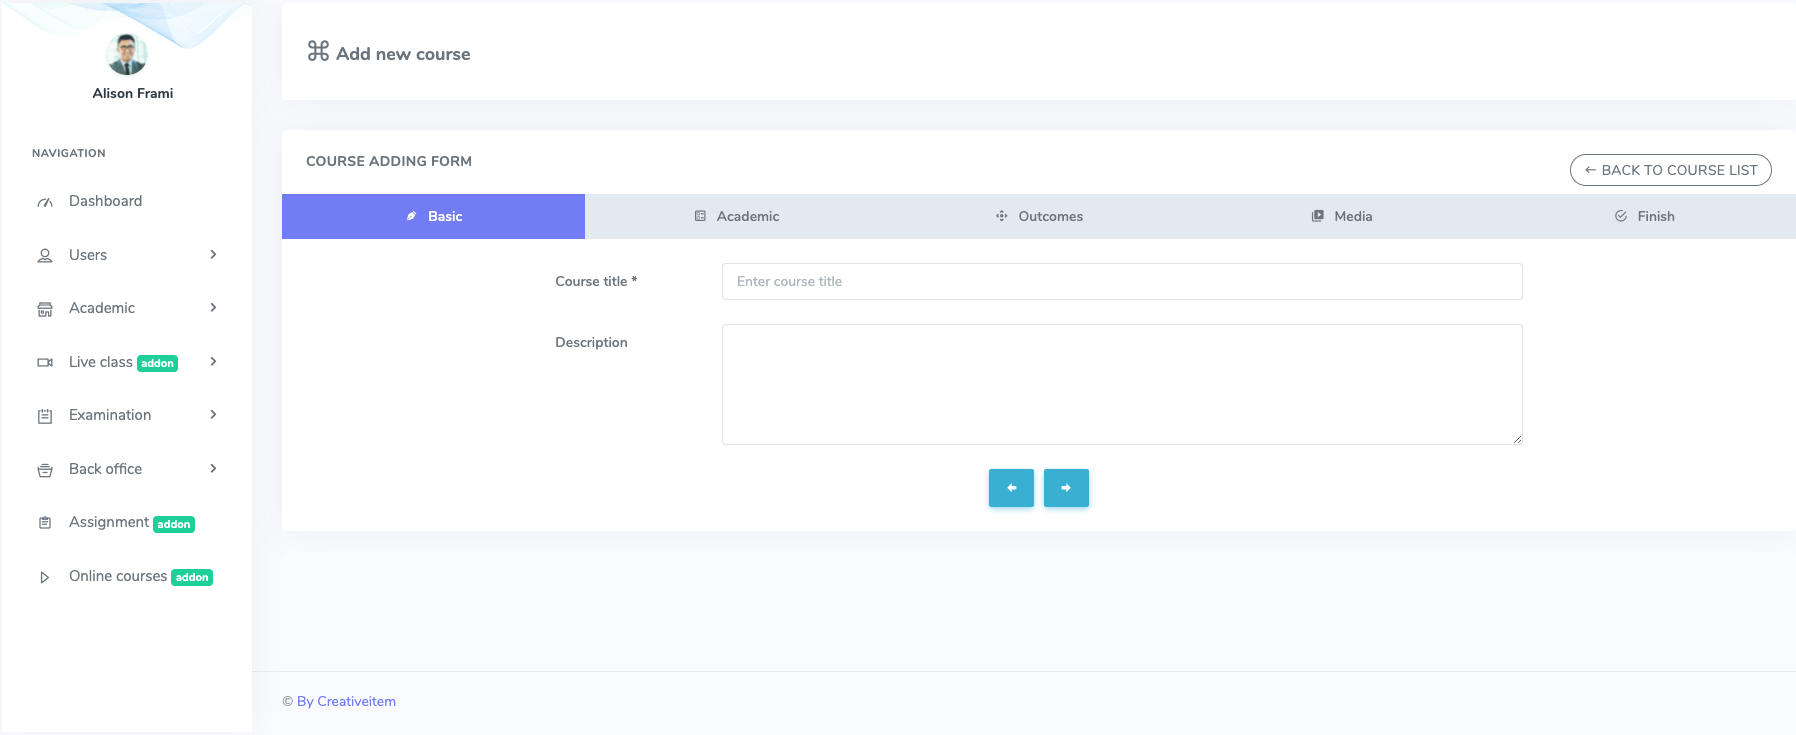 Alison Frami
NAVIGATION
Dashboard
Users
Academic
Live class addon
Examination
Back office
Assignment addon
Online courses addon
Add new course
COURSE ADDING FORM
← BACK TO COURSE LIST
Basic
Academic
Outcomes
Media
Finish
Course title *
Enter course title
Description
© By Creativeitem